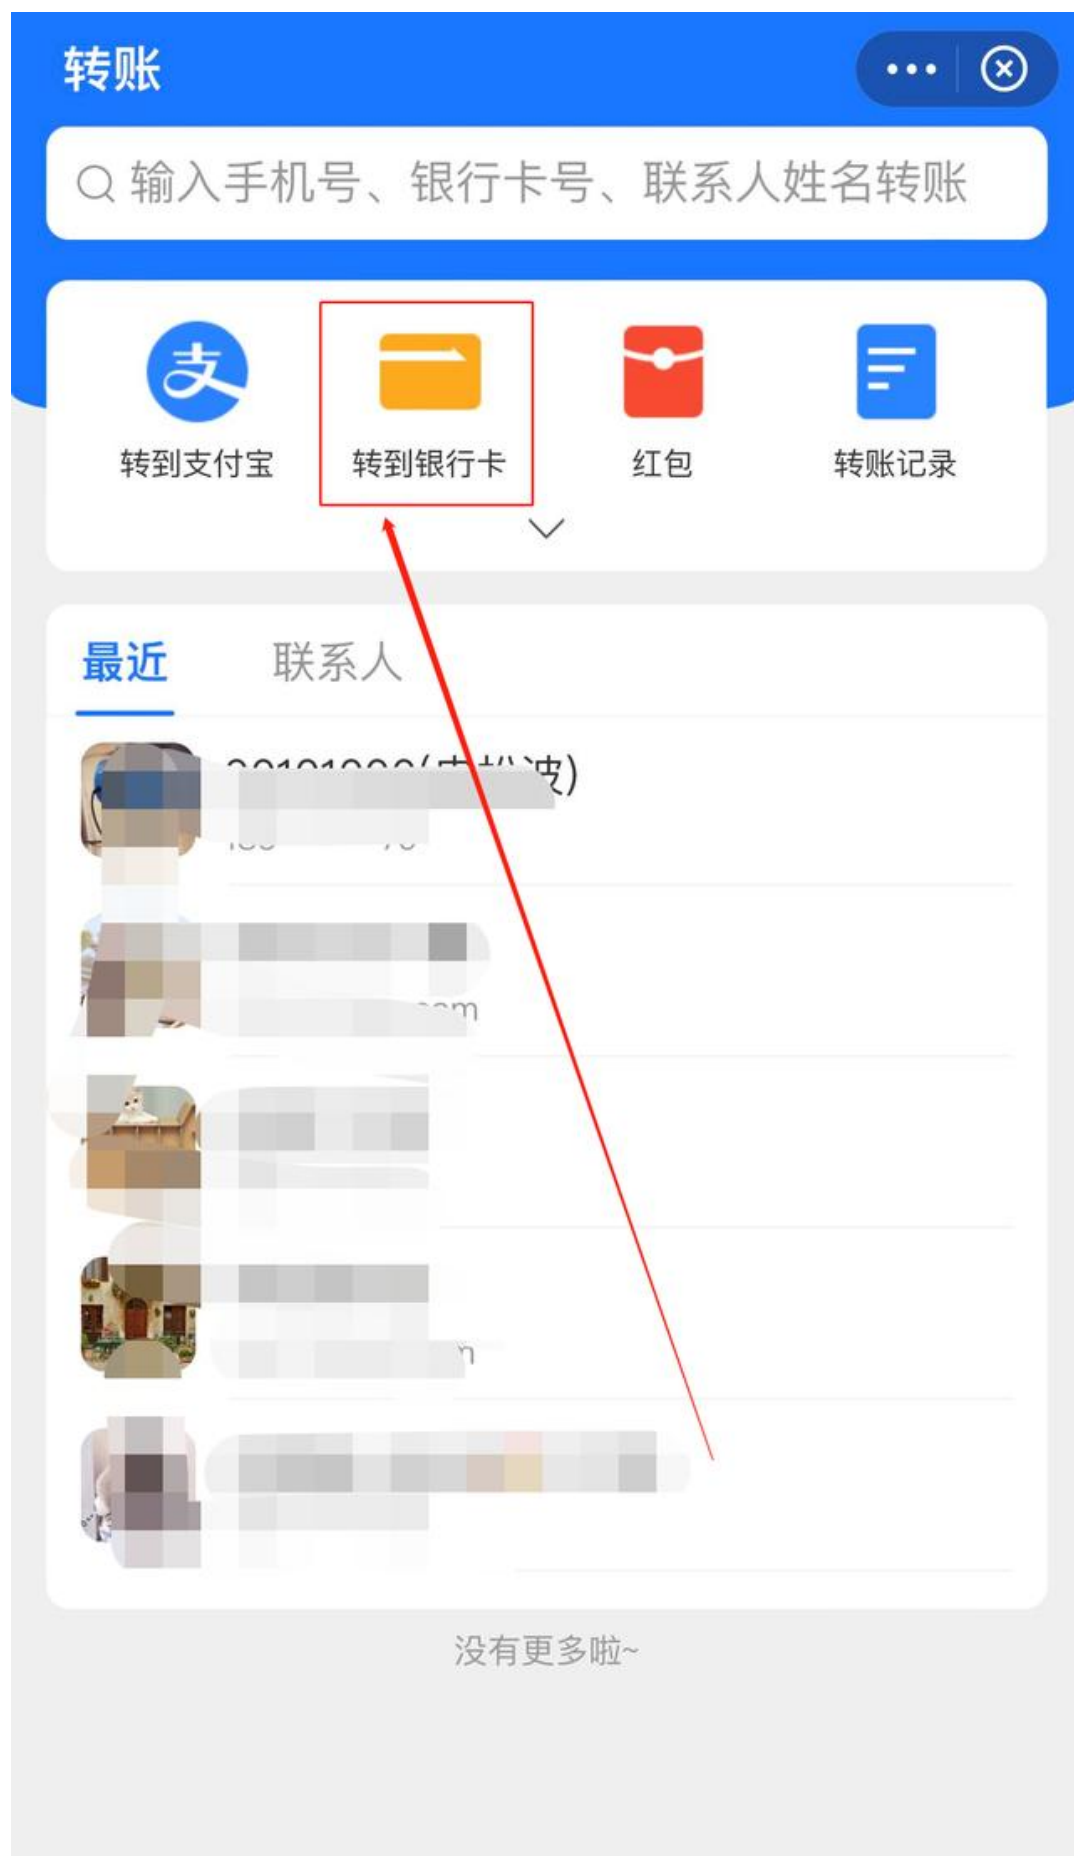 转账
输入手机号、银行卡号、联系人姓名转账
支
转到支付宝
转到银行卡
红包
转账记录
最近
联系人
波)
没有更多啦~